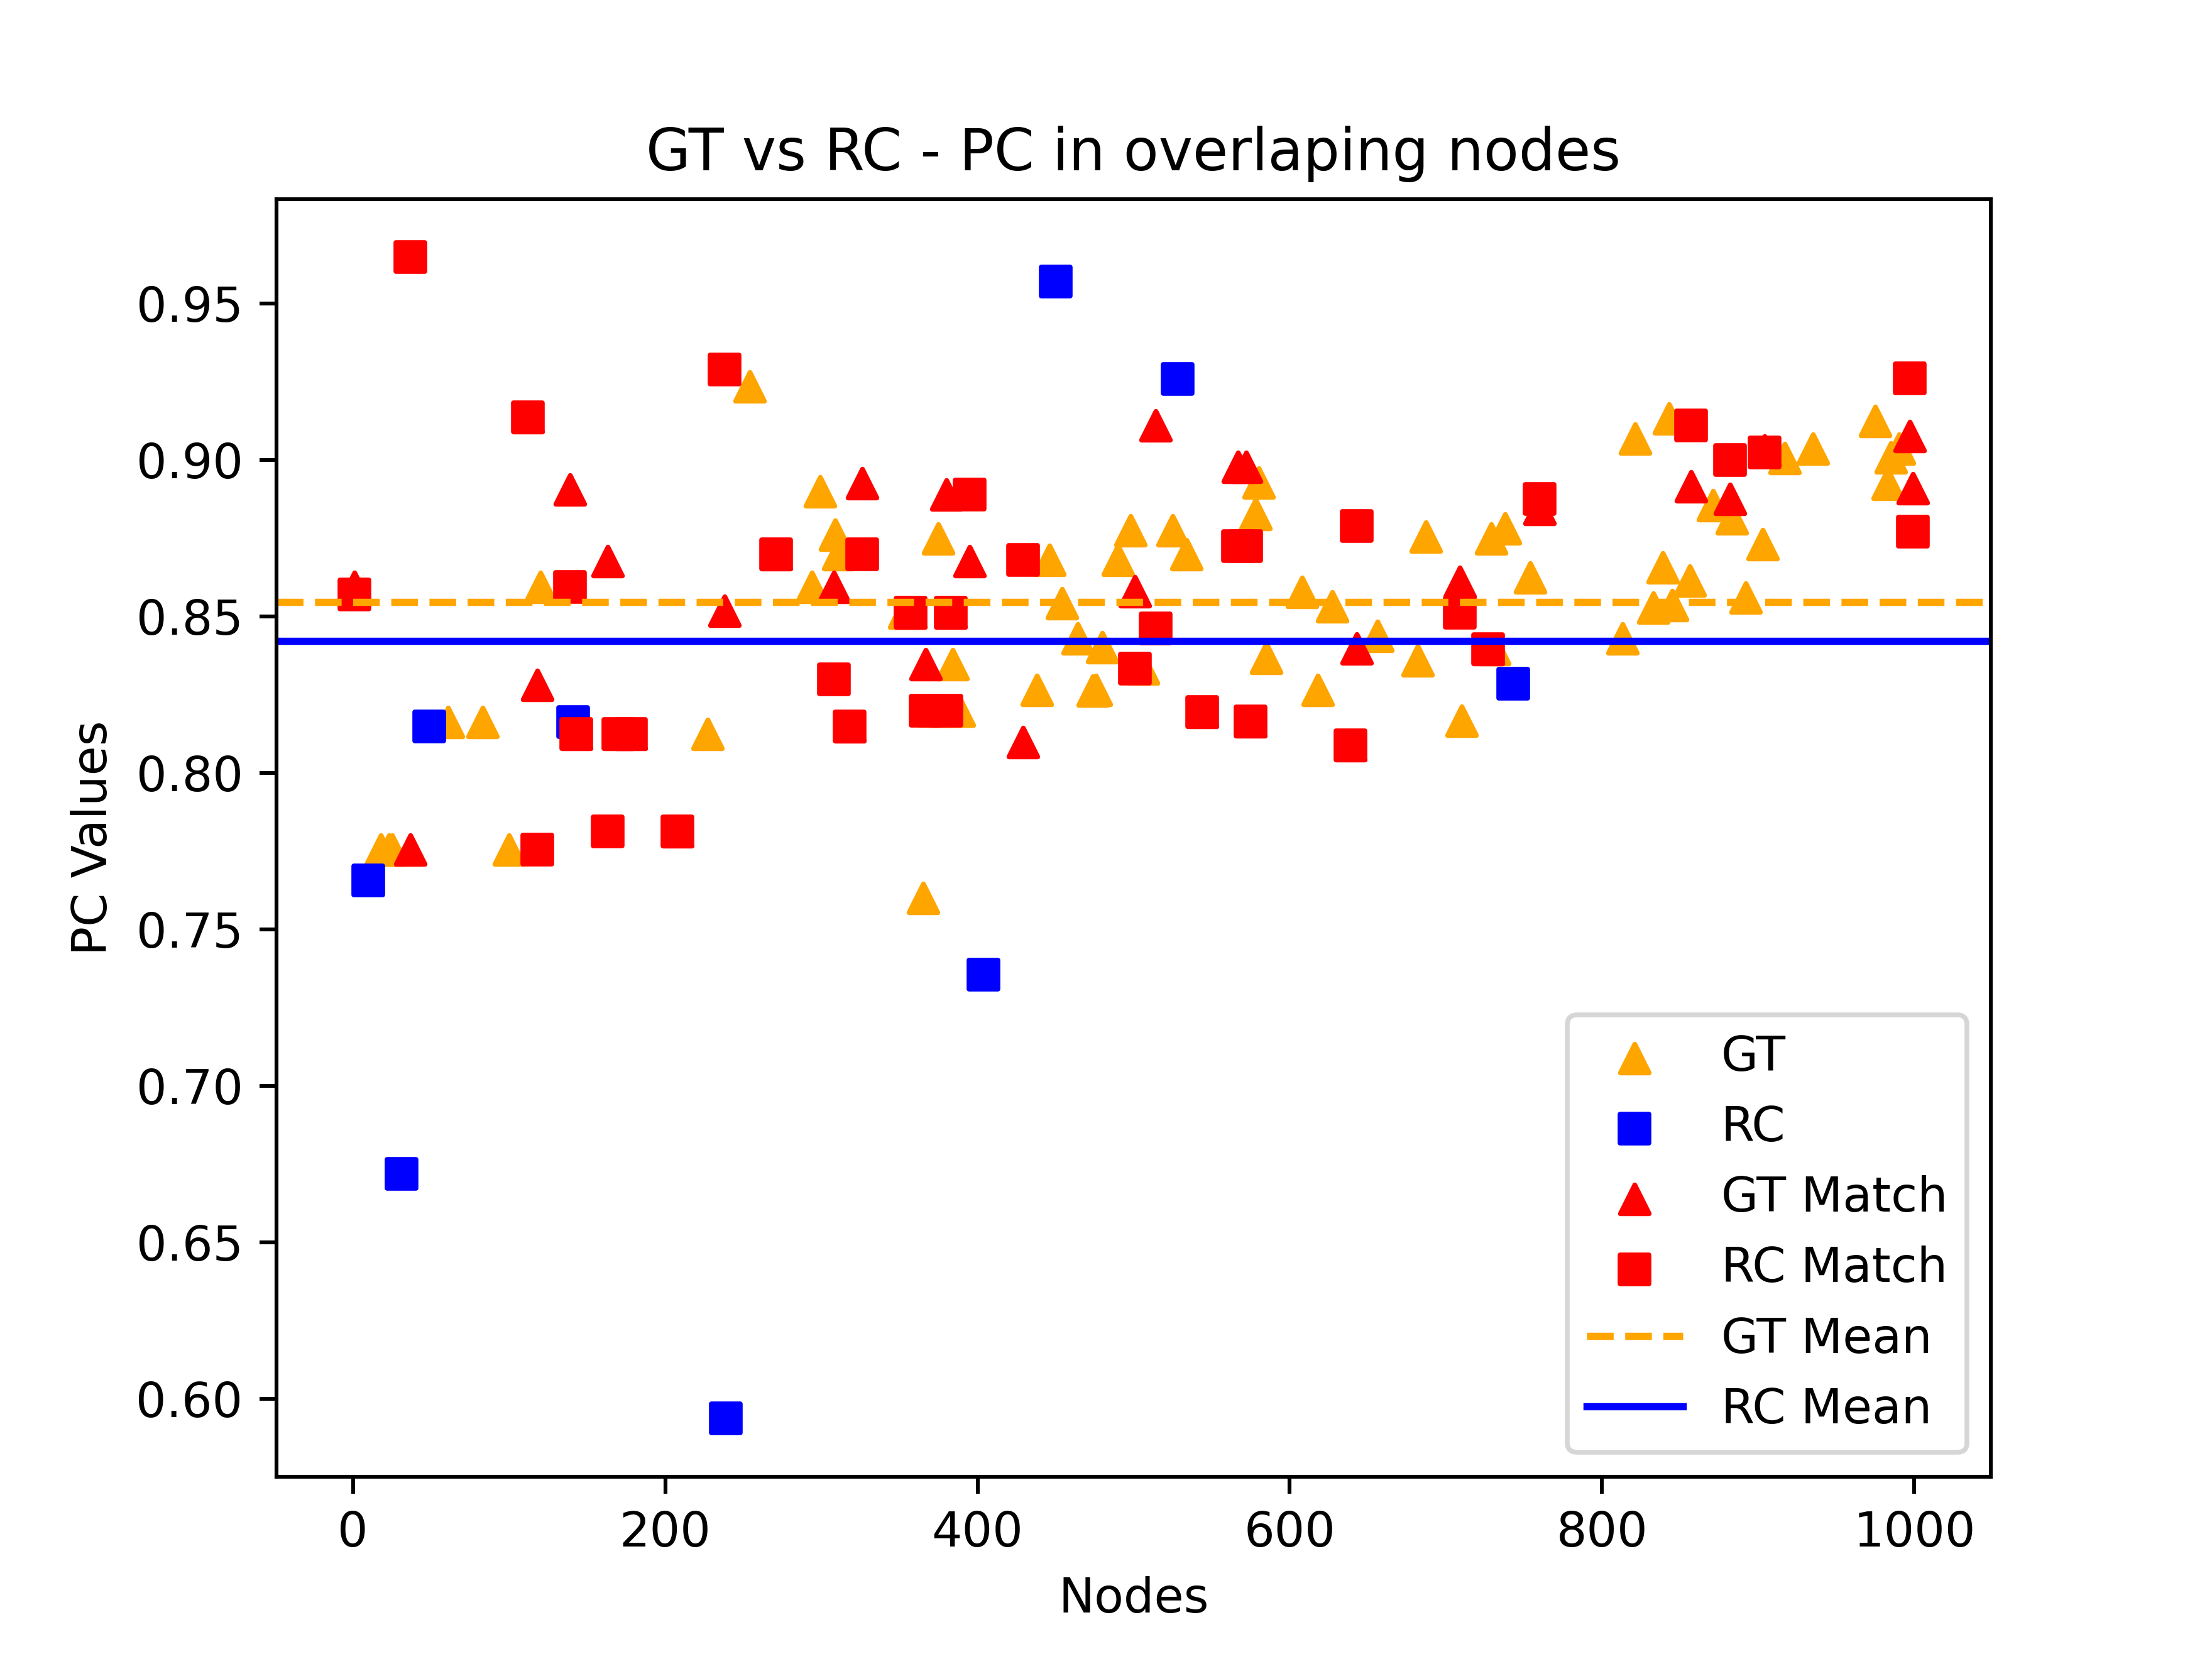 GT vs RC - PC in overlaping nodes
PC Values
0.95
0.90
0.85
0.80
0.75
0.70
0.65
0.60
GT
RC
GT Match
RC Match
GT Mean
RC Mean
0 200 400 600 800 1000
Nodes